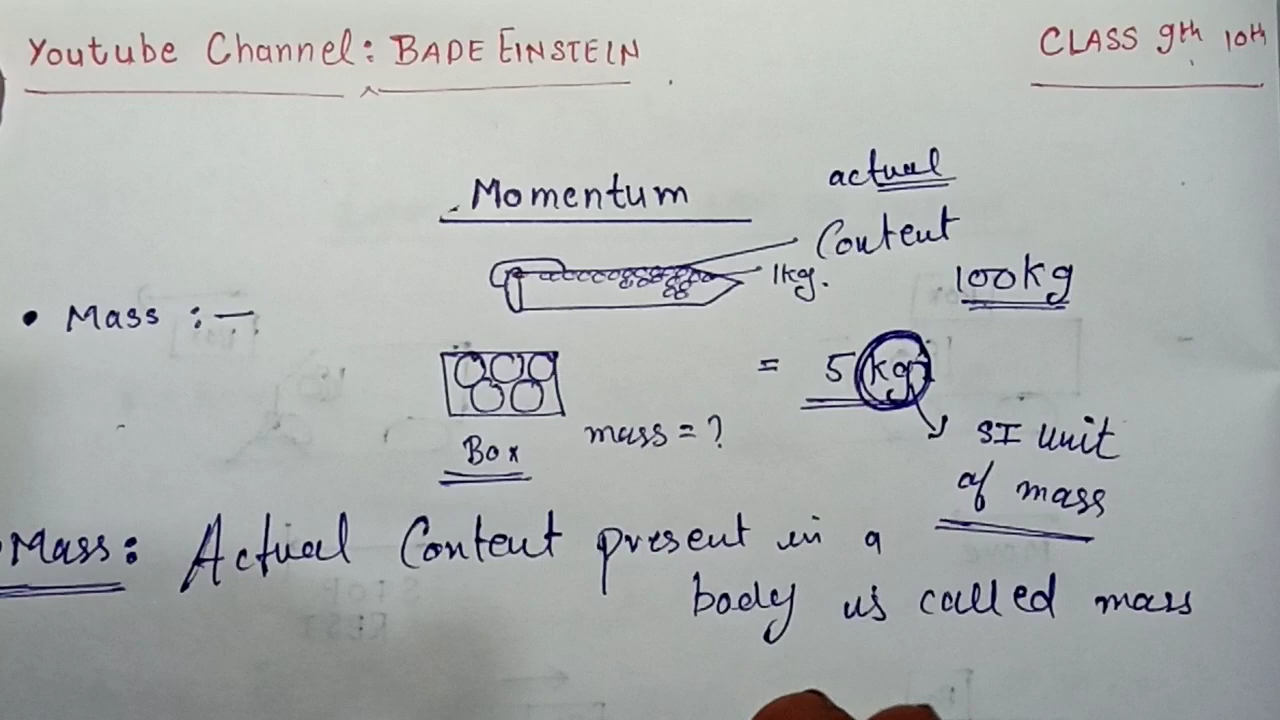 Youtube Channel: BADE EINSTEIN
CLASS 9th 10th
Momentum
actual
Content
1kg.
100kg
• Mass :—
= 5 kg
mass = ?
Box
SI Unit
of mass
Mass: Actual Content present in a
body is called mass